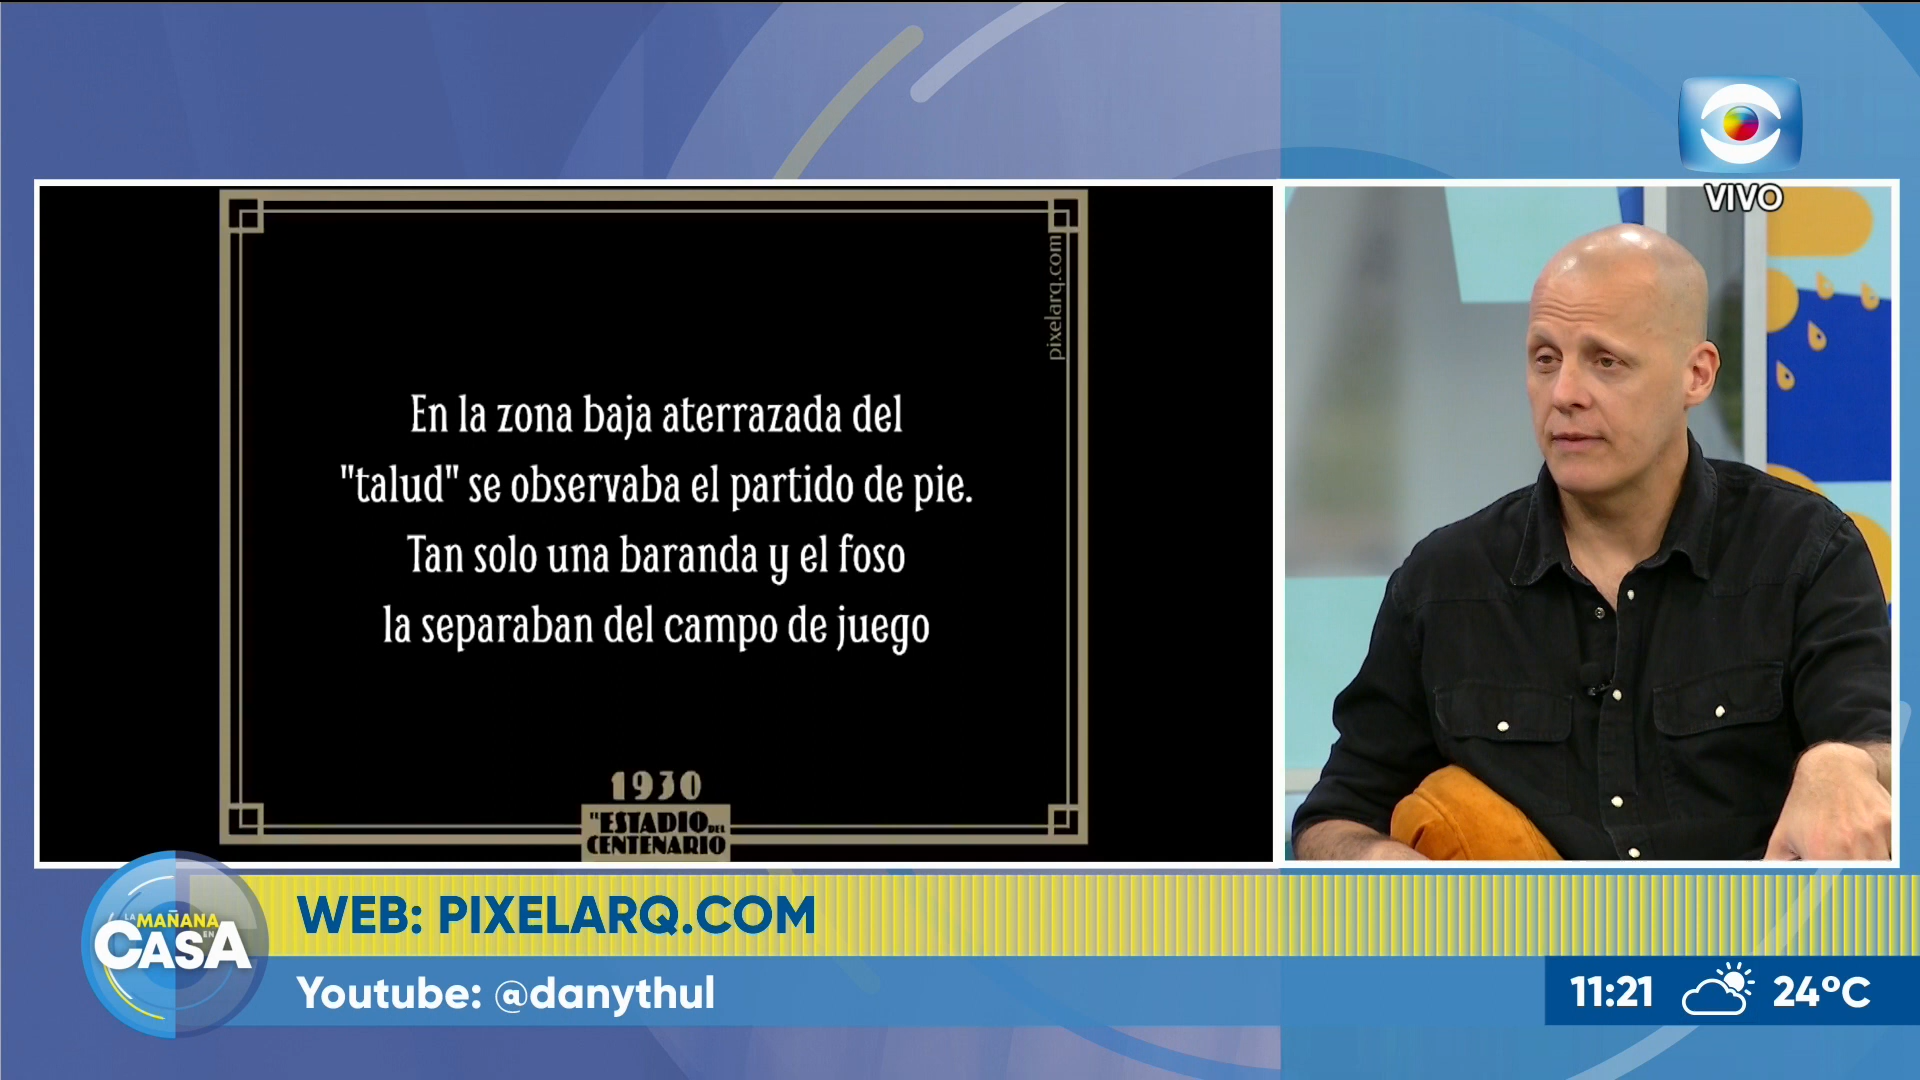 VIVO
pixelarq.com
En la zona baja aterrazada del
"talud" se observaba el partido de pie.
Tan solo una baranda y el foso
la separaban del campo de juego
1930
EL ESTADIO DEL
CENTENARIO
LA MAÑANA
EN CASA
WEB: PIXELARQ.COM
Youtube: @danythul
11:21
24°C